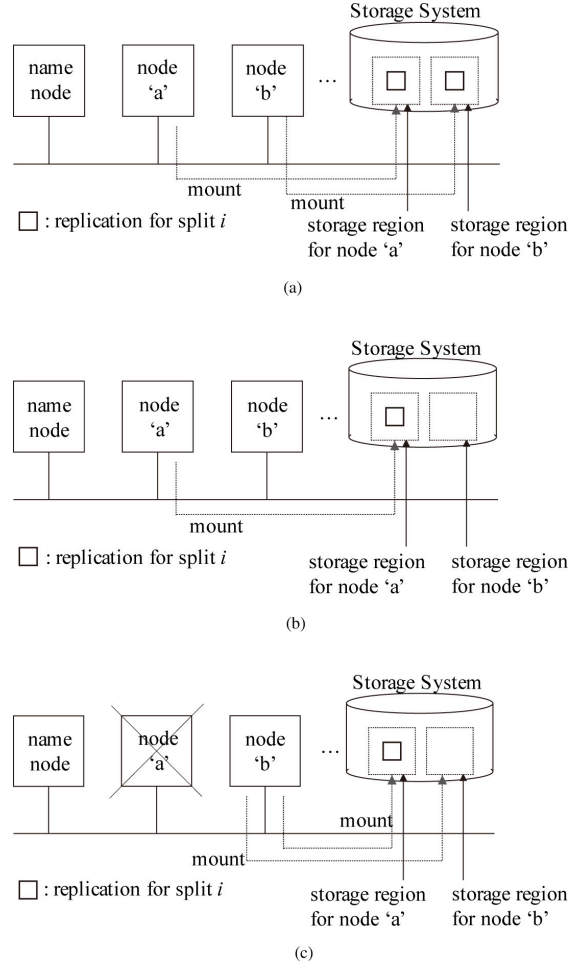 Storage System
name
node
node
‘a’
node
‘b’
...
mount
mount
: replication for split i
storage region
for node ‘a’
storage region
for node ‘b’
(a)
Storage System
name
node
node
‘a’
node
‘b’
...
mount
: replication for split i
storage region
for node ‘a’
storage region
for node ‘b’
(b)
Storage System
name
node
node
‘a’
node
‘b’
...
mount
mount
: replication for split i
storage region
for node ‘a’
storage region
for node ‘b’
(c)